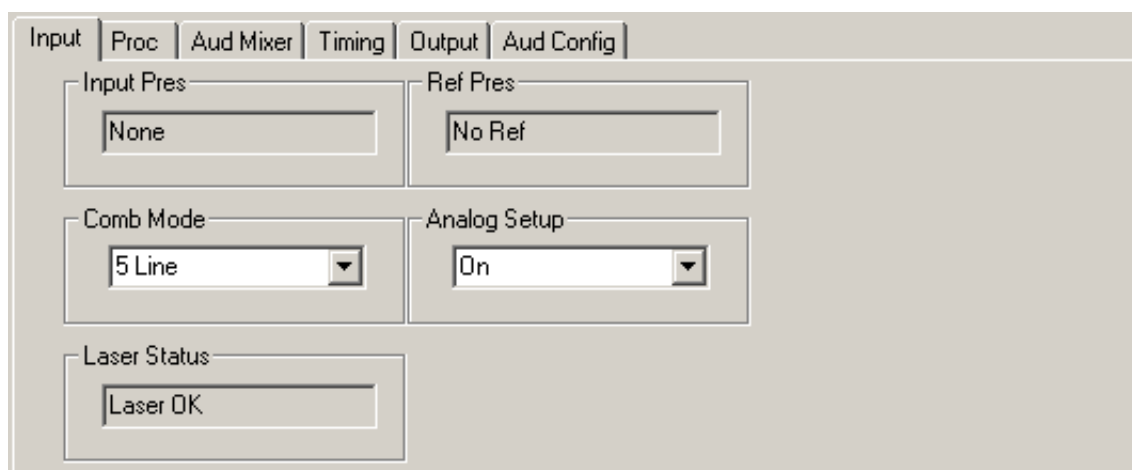 Input Proc Aud Mixer Timing Output Aud Config
Input Pres Ref Pres
None No Ref
Comb Mode Analog Setup
5 Line On
Laser Status
Laser OK